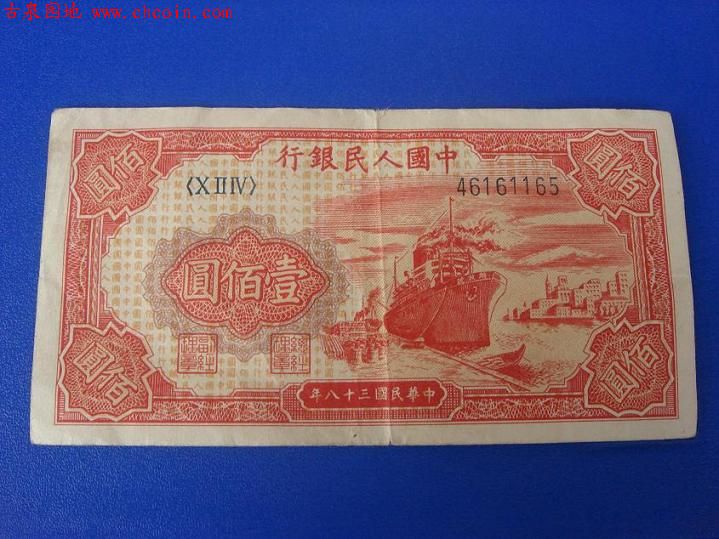 古泉园地 www.chcoin.com
佰圓
佰圓
中國人民銀行
〈XⅡⅣ〉
46161165
壹佰圓
佰圓
佰圓
中華民國三十八年